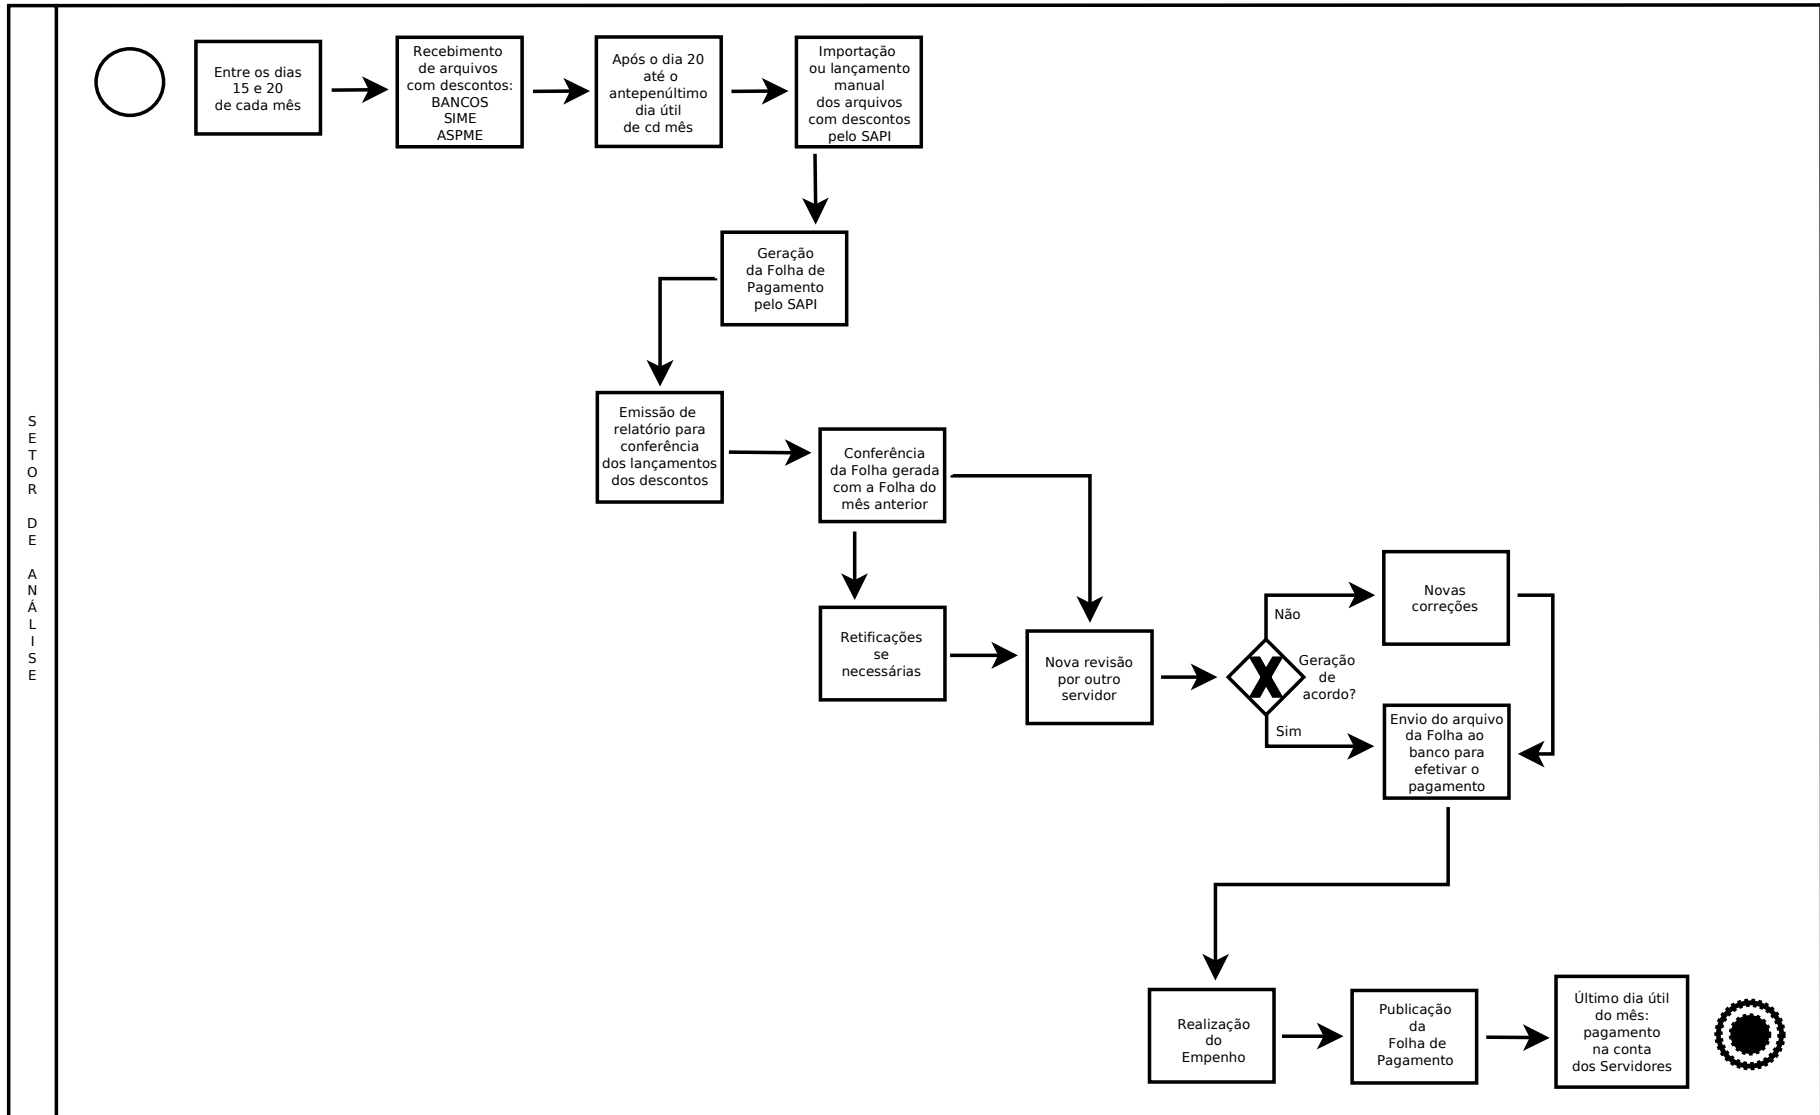 S
E
T
O
R
D
E
A
N
Á
L
I
S
E
Entre os dias
15 e 20
de cada mês
Recebimento
de arquivos
com descontos:
BANCOS
SIME
ASPME
Após o dia 20
até o
antepenúltimo
dia útil
de cd mês
Importação
ou lançamento
manual
dos arquivos
com descontos
pelo SAPI
Geração
da Folha de
Pagamento
pelo SAPI
Emissão de
relatório para
conferência
dos lançamentos
dos descontos
Conferência
da Folha gerada
com a Folha do
mês anterior
Retificações
se
necessárias
Nova revisão
por outro
servidor
X
Geração
de
acordo?
Não
Novas
correções
Sim
Envio do arquivo
da Folha ao
banco para
efetivar o
pagamento
Realização
do
Empenho
Publicação
da
Folha de
Pagamento
Último dia útil
do mês:
pagamento
na conta
dos Servidores